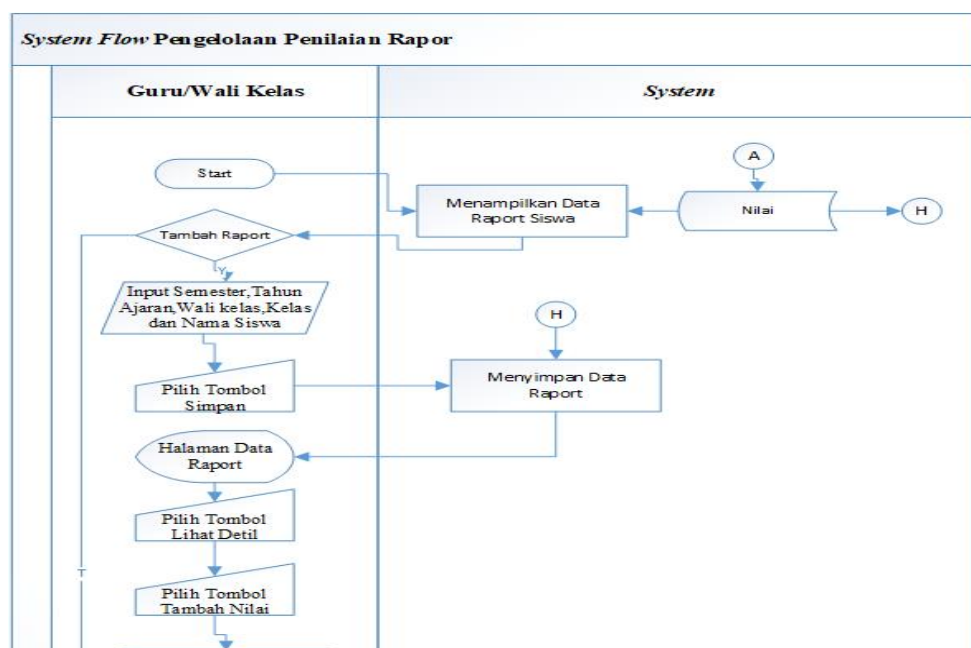 System Flow Pengelolaan Penilaian Rapor
Guru/Wali Kelas
System
Start
A
Menampilkan Data
Raport Siswa
Nilai
H
Tambah Raport
Y
Input Semester,Tahun
Ajaran,Wali kelas,Kelas
dan Nama Siswa
H
Pilih Tombol
Simpan
Menyimpan Data
Raport
Halaman Data
Raport
Pilih Tombol
Lihat Detil
T
Pilih Tombol
Tambah Nilai